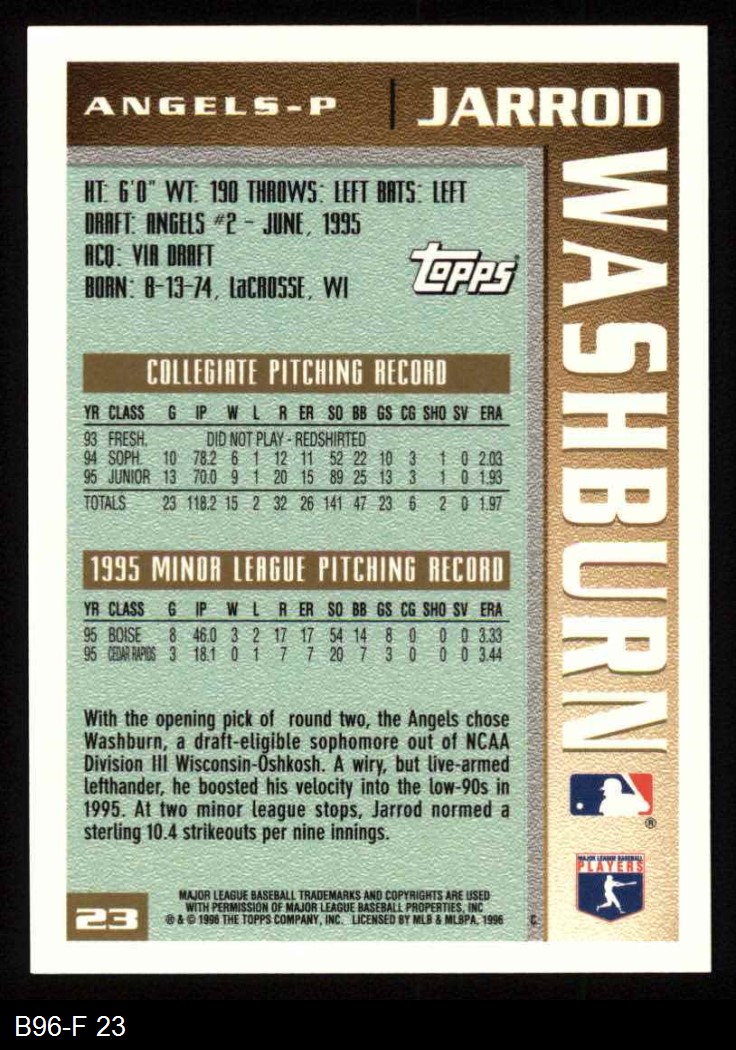 ANGELS-P | JARROD
WASHBURN
HT: 6'0" WT: 190 THROWS: LEFT BATS: LEFT
DRAFT: ANGELS #2 - JUNE, 1995
ACQ: VIA DRAFT
BORN: 8-13-74, LaCROSSE, WI
Topps
COLLEGIATE PITCHING RECORD
YR CLASS G IP W L R ER SO BB GS CG SHO SV ERA
93 FRESH. DID NOT PLAY - REDSHIRTED
94 SOPH. 10 78.2 6 1 12 11 52 22 10 3 1 0 2.03
95 JUNIOR 13 70.0 9 1 20 15 89 25 13 3 1 0 1.93
TOTALS 23 118.2 15 2 32 26 141 47 23 6 2 0 1.97
1995 MINOR LEAGUE PITCHING RECORD
YR CLASS G IP W L R ER SO BB GS CG SHO SV ERA
95 BOISE 8 46.0 3 2 17 17 54 14 8 0 0 0 3.33
95 CEDAR RAPIDS 3 18.1 0 1 7 7 20 7 3 0 0 0 3.44
With the opening pick of round two, the Angels chose
Washburn, a draft-eligible sophomore out of NCAA
Division III Wisconsin-Oshkosh. A wiry, but live-armed
lefthander, he boosted his velocity into the low-90s in
1995. At two minor league stops, Jarrod normed a
sterling 10.4 strikeouts per nine innings.
®
MAJOR LEAGUE BASEBALL
PLAYERS
23
MAJOR LEAGUE BASEBALL TRADEMARKS AND COPYRIGHTS ARE USED
WITH PERMISSION OF MAJOR LEAGUE BASEBALL PROPERTIES, INC
® & © 1996 THE TOPPS COMPANY, INC. LICENSED BY MLB & MLBPA, 1996
C
B96-F 23